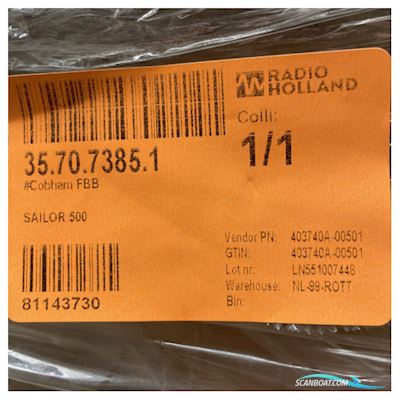 RADIO
HOLLAND
Colli:
1/1
35.70.7385.1
#Cobham FBB
SAILOR 500
Vendor PN: 403740A-00501
GTIN: 403740A-00501
Lot nr: LN551007448
Warehouse: NL-99-ROTT
Bin:
81143730
SCANBOAT.COM